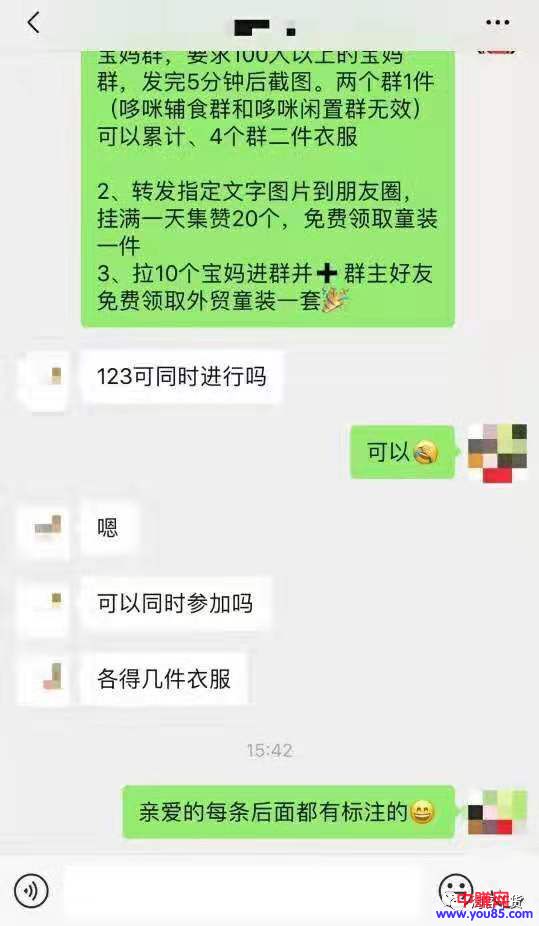 宝妈群，要求100人以上的宝妈
群，发完5分钟后截图。两个群1件
（哆咪辅食群和哆咪闲置群无效）
可以累计、4个群二件衣服
2、转发指定文字图片到朋友圈，
挂满一天集赞20个，免费领取童装
一件
3、拉10个宝妈进群并➕群主好友
免费领取外贸童装一套🎉
123可同时进行吗
可以🤣
嗯
可以同时参加吗
各得几件衣服
15:42
亲爱的每条后面都有标注的😄
中赚网
www.you85.com